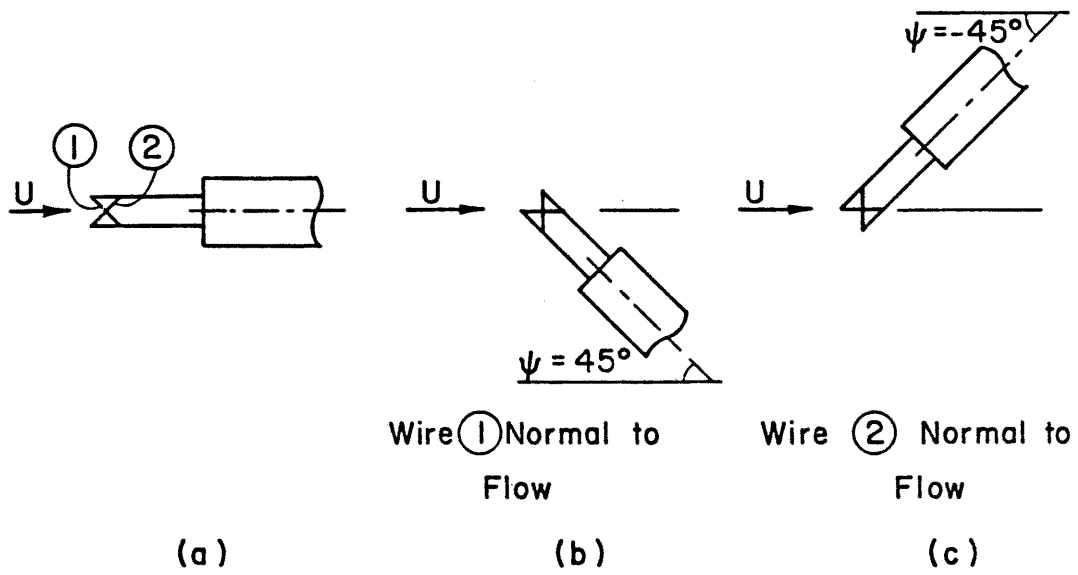 ① ②
U
(a)
U
ψ = 45°
Wire ① Normal to
Flow
(b)
ψ = -45°
U
Wire ② Normal to
Flow
(c)